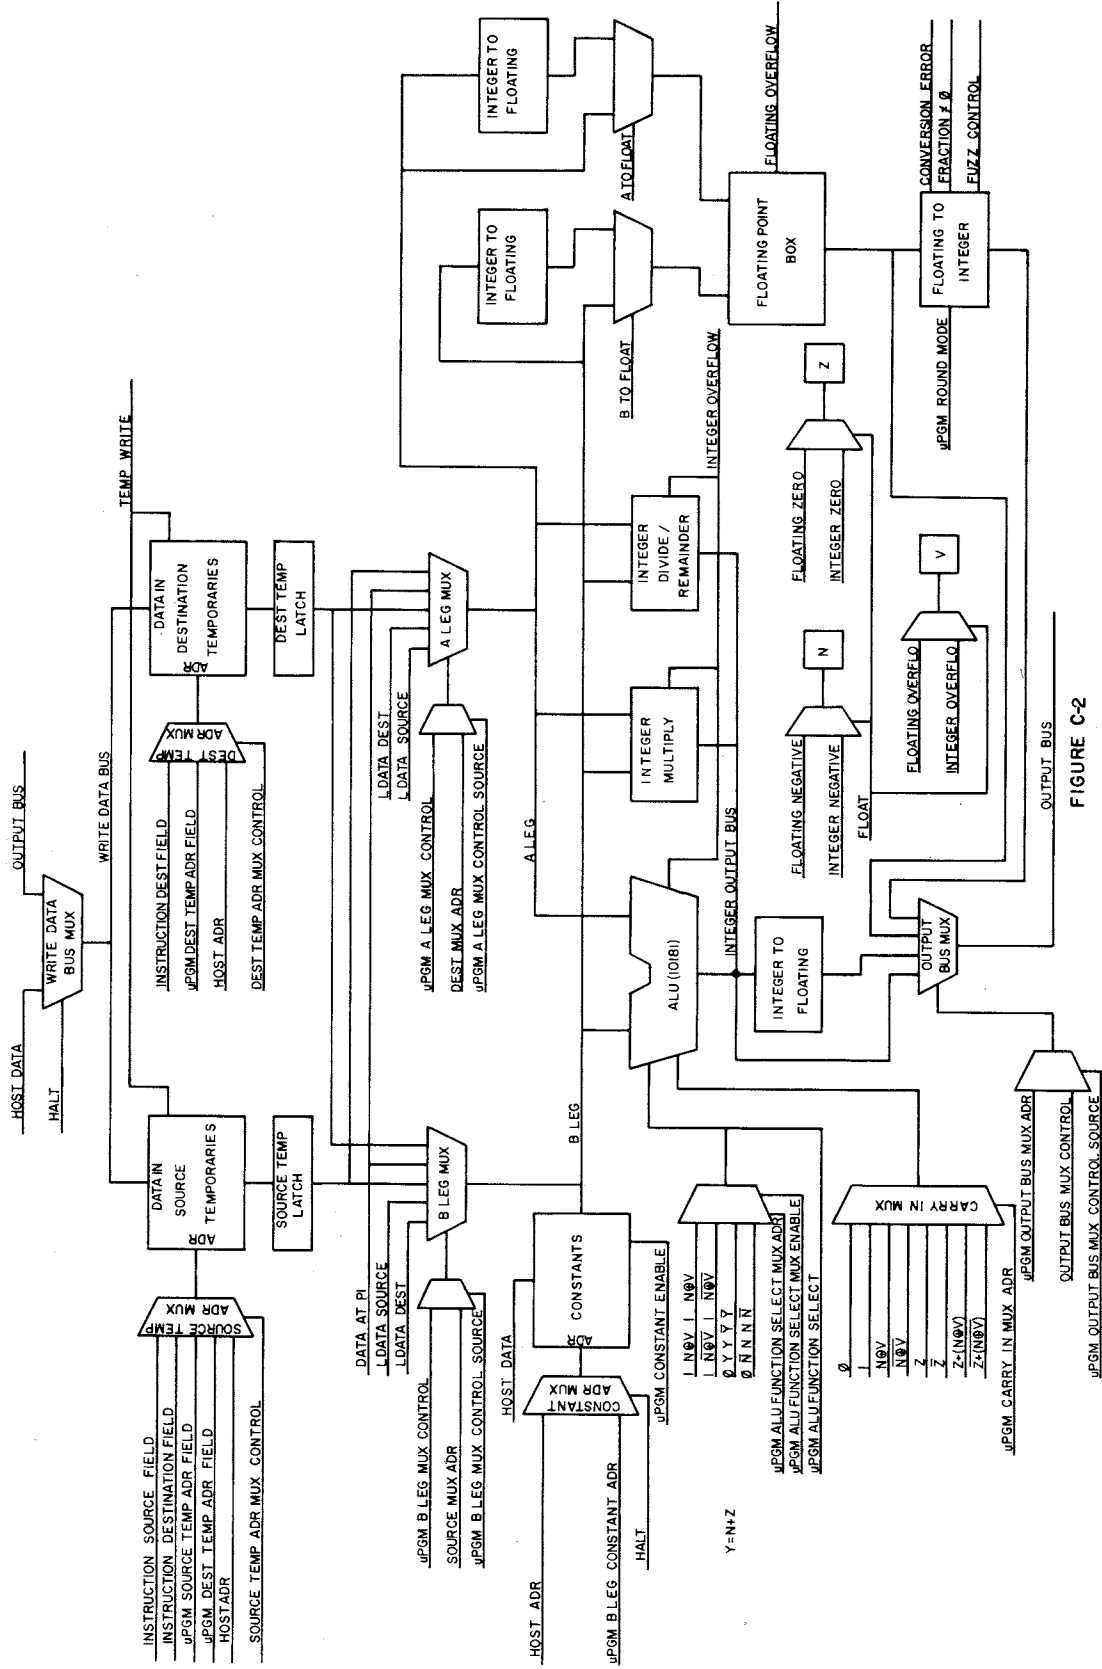 HOST DATA
HALT
WRITE DATA
BUS MUX
OUTPUT BUS
WRITE DATA BUS
TEMP WRITE
INSTRUCTION SOURCE FIELD
INSTRUCTION DESTINATION FIELD
uPGM SOURCE TEMP ADR FIELD
uPGM DEST TEMP ADR FIELD
HOST ADR
SOURCE TEMP ADR MUX CONTROL
SOURCE TEMP
ADR MUX
DATA IN
SOURCE
TEMPORARIES
ADR
SOURCE TEMP
LATCH
INSTRUCTION DEST FIELD
uPGM DEST TEMP ADR FIELD
HOST ADR
DEST TEMP ADR MUX CONTROL
DEST TEMP
ADR MUX
DATA IN
DESTINATION
TEMPORARIES
ADR
DEST TEMP
LATCH
DATA AT PI
LDATA SOURCE
LDATA DEST
B LEG MUX
uPGM B LEG MUX CONTROL
SOURCE MUX ADR
uPGM B LEG MUX CONTROL SOURCE
LDATA DEST
LDATA SOURCE
A LEG MUX
uPGM A LEG MUX CONTROL
DEST MUX ADR
uPGM A LEG MUX CONTROL SOURCE
INTEGER TO
FLOATING
INTEGER TO
FLOATING
HOST DATA
HOST ADR
uPGM B LEG CONSTANT ADR
HALT
CONSTANT
ADR MUX
CONSTANTS
ADR
uPGM CONSTANT ENABLE
B LEG
A LEG
B TO FLOAT
A TO FLOAT
ALU (10181)
INTEGER
MULTIPLY
INTEGER
DIVIDE /
REMAINDER
INTEGER OVERFLOW
FLOATING POINT
BOX
FLOATING OVERFLOW
1 N⊕V 1 N⊕V
1 N̅⊕̅V̅ 1 N̅⊕̅V̅
Ø Y Y Y̅ Y̅
Ø N̅ N N N̅
uPGM ALU FUNCTION SELECT MUX ADR
uPGM ALU FUNCTION SELECT MUX ENABLE
uPGM ALU FUNCTION SELECT
Y=N+Z
INTEGER OUTPUT BUS
INTEGER TO
FLOATING
FLOATING NEGATIVE
INTEGER NEGATIVE
N
FLOATING ZERO
INTEGER ZERO
Z
FLOAT
FLOATING OVERFLO
INTEGER OVERFLO
V
uPGM ROUND MODE
FLOATING TO
INTEGER
CONVERSION ERROR
FRACTION ≠ Ø
FUZZ CONTROL
Ø
1
N⊕V
N̅⊕̅V̅
Z
Z̅
Z+(N⊕V)
Z̅+̅(̅N̅⊕̅V̅)̅
CARRY IN MUX
uPGM CARRY IN MUX ADR
OUTPUT
BUS MUX
uPGM OUTPUT BUS MUX ADR
OUTPUT BUS MUX CONTROL
uPGM OUTPUT BUS MUX CONTROL SOURCE
OUTPUT BUS
FIGURE C-2